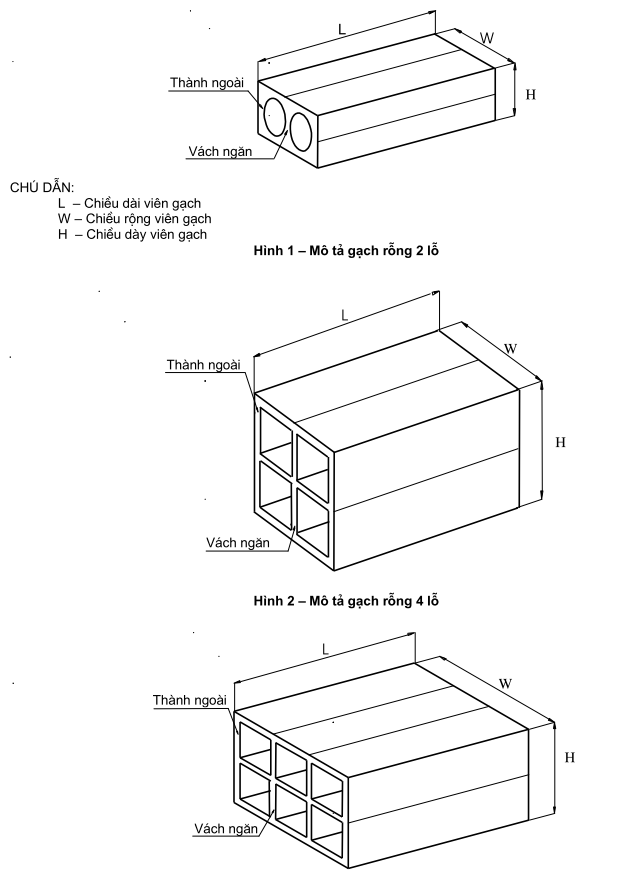 L
W
Thành ngoài
H
Vách ngăn
CHÚ DẪN:
L – Chiều dài viên gạch
W – Chiều rộng viên gạch
H – Chiều dày viên gạch
Hình 1 – Mô tả gạch rỗng 2 lỗ
L
W
Thành ngoài
H
Vách ngăn
Hình 2 – Mô tả gạch rỗng 4 lỗ
L
W
Thành ngoài
H
Vách ngăn